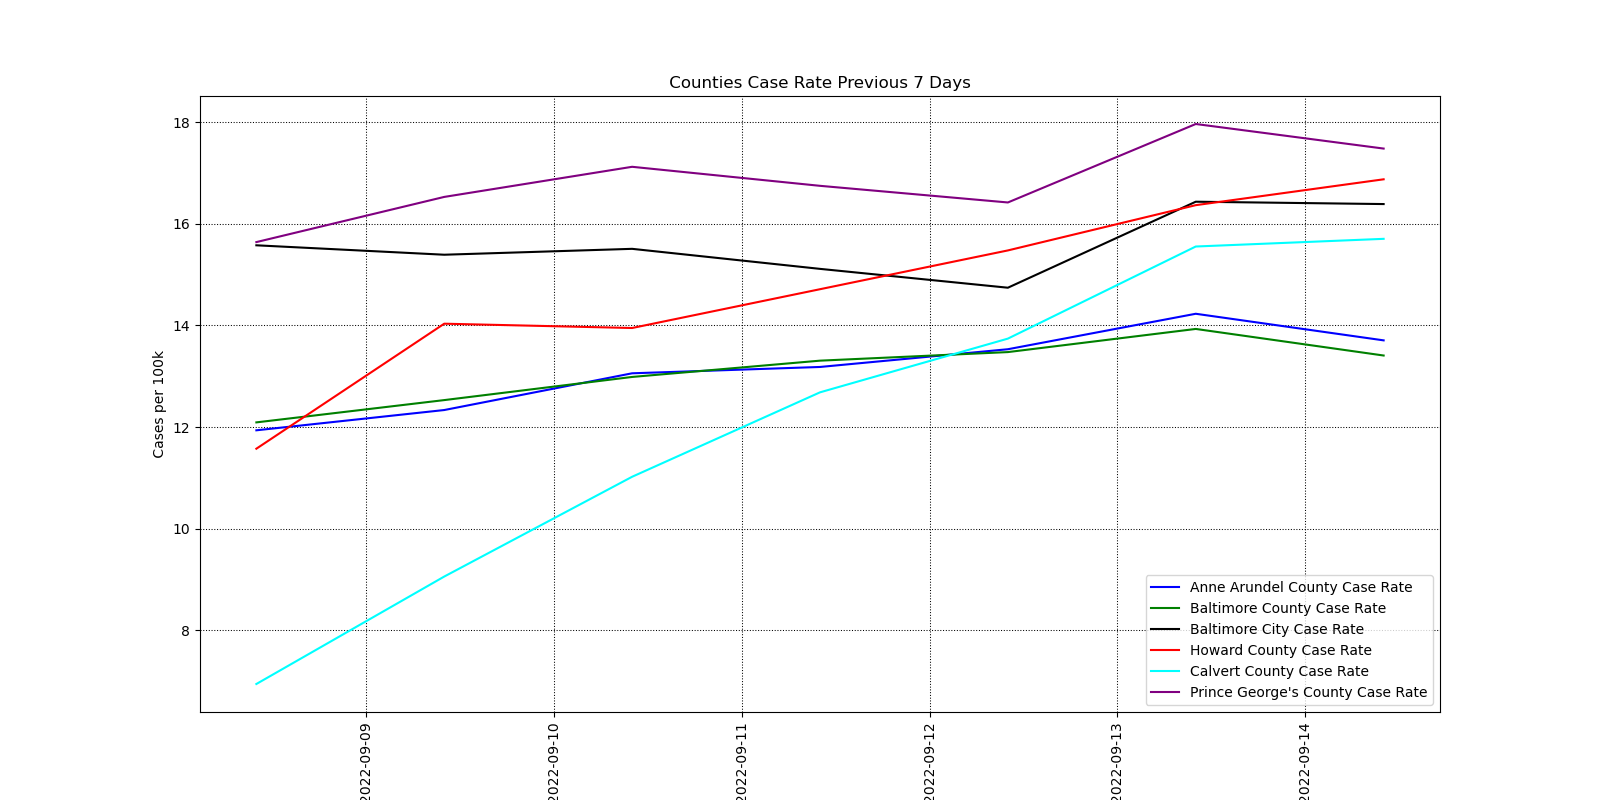 Counties Case Rate Previous 7 Days
Cases per 100k
18
16
14
12
10
8
2022-09-09
2022-09-10
2022-09-11
2022-09-12
2022-09-13
2022-09-14
Anne Arundel County Case Rate
Baltimore County Case Rate
Baltimore City Case Rate
Howard County Case Rate
Calvert County Case Rate
Prince George's County Case Rate